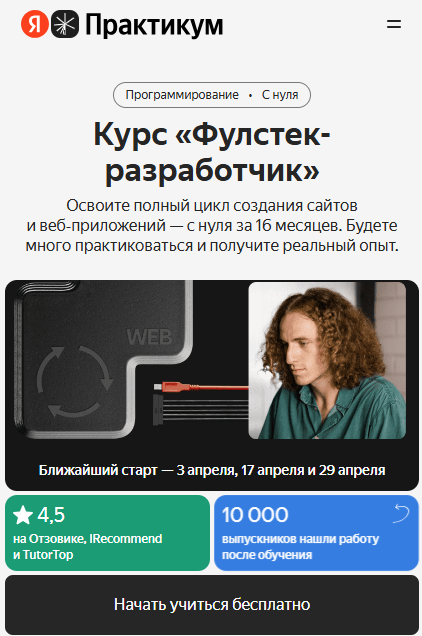 Я Практикум
Программирование • С нуля
Курс «Фулстек-
разработчик»
Освоите полный цикл создания сайтов
и веб-приложений — с нуля за 16 месяцев. Будете
много практиковаться и получите реальный опыт.
WEB
Ближайший старт — 3 апреля, 17 апреля и 29 апреля
4,5
на Отзовике, IRecommend
и TutorTop
10 000
выпускников нашли работу
после обучения
Начать учиться бесплатно